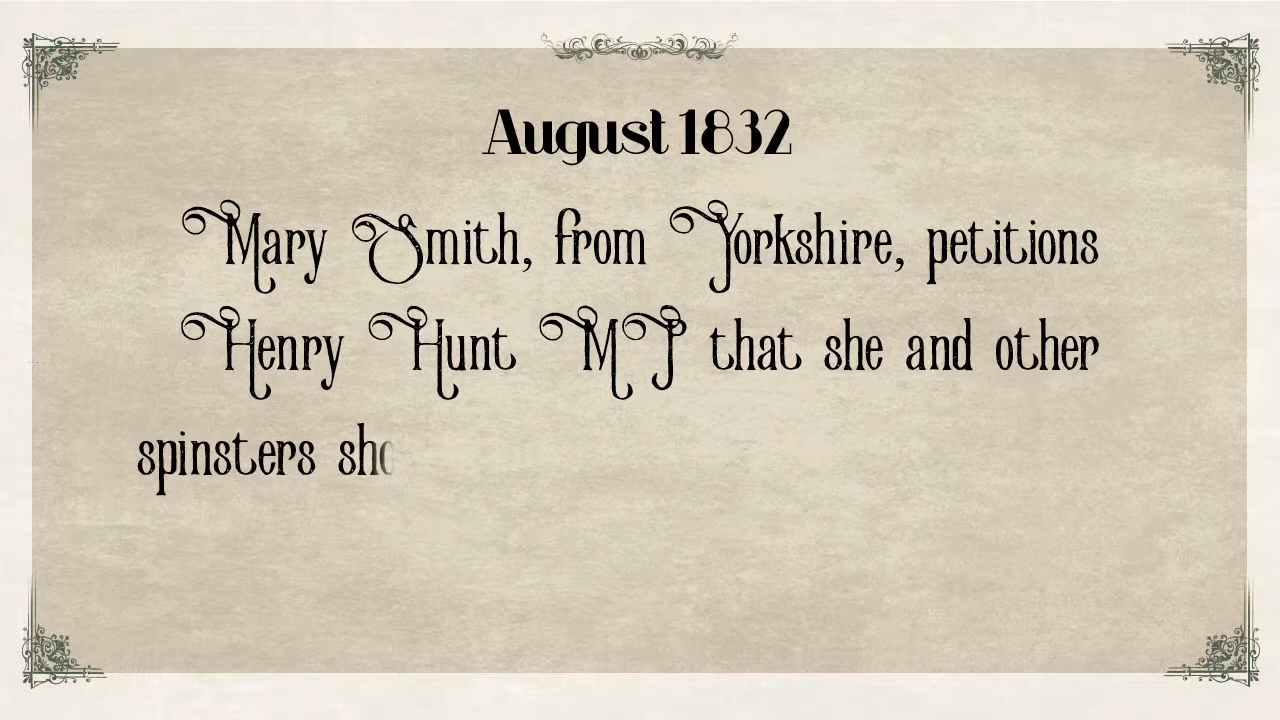 August 1832
Mary Smith, from Yorkshire, petitions
Henry Hunt MP that she and other
spinsters sho